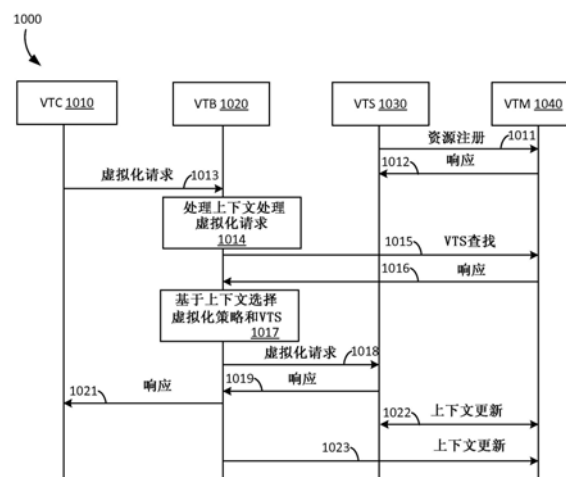 1000
VTC 1010
VTB 1020
VTS 1030
VTM 1040
资源注册
1011
1012
响应
虚拟化请求
1013
处理上下文处理
虚拟化请求
1014
1015
VTS查找
1016
响应
基于上下文选择
虚拟化策略和VTS
1017
虚拟化请求
1018
1019
响应
1021
响应
1022
上下文更新
1023
上下文更新